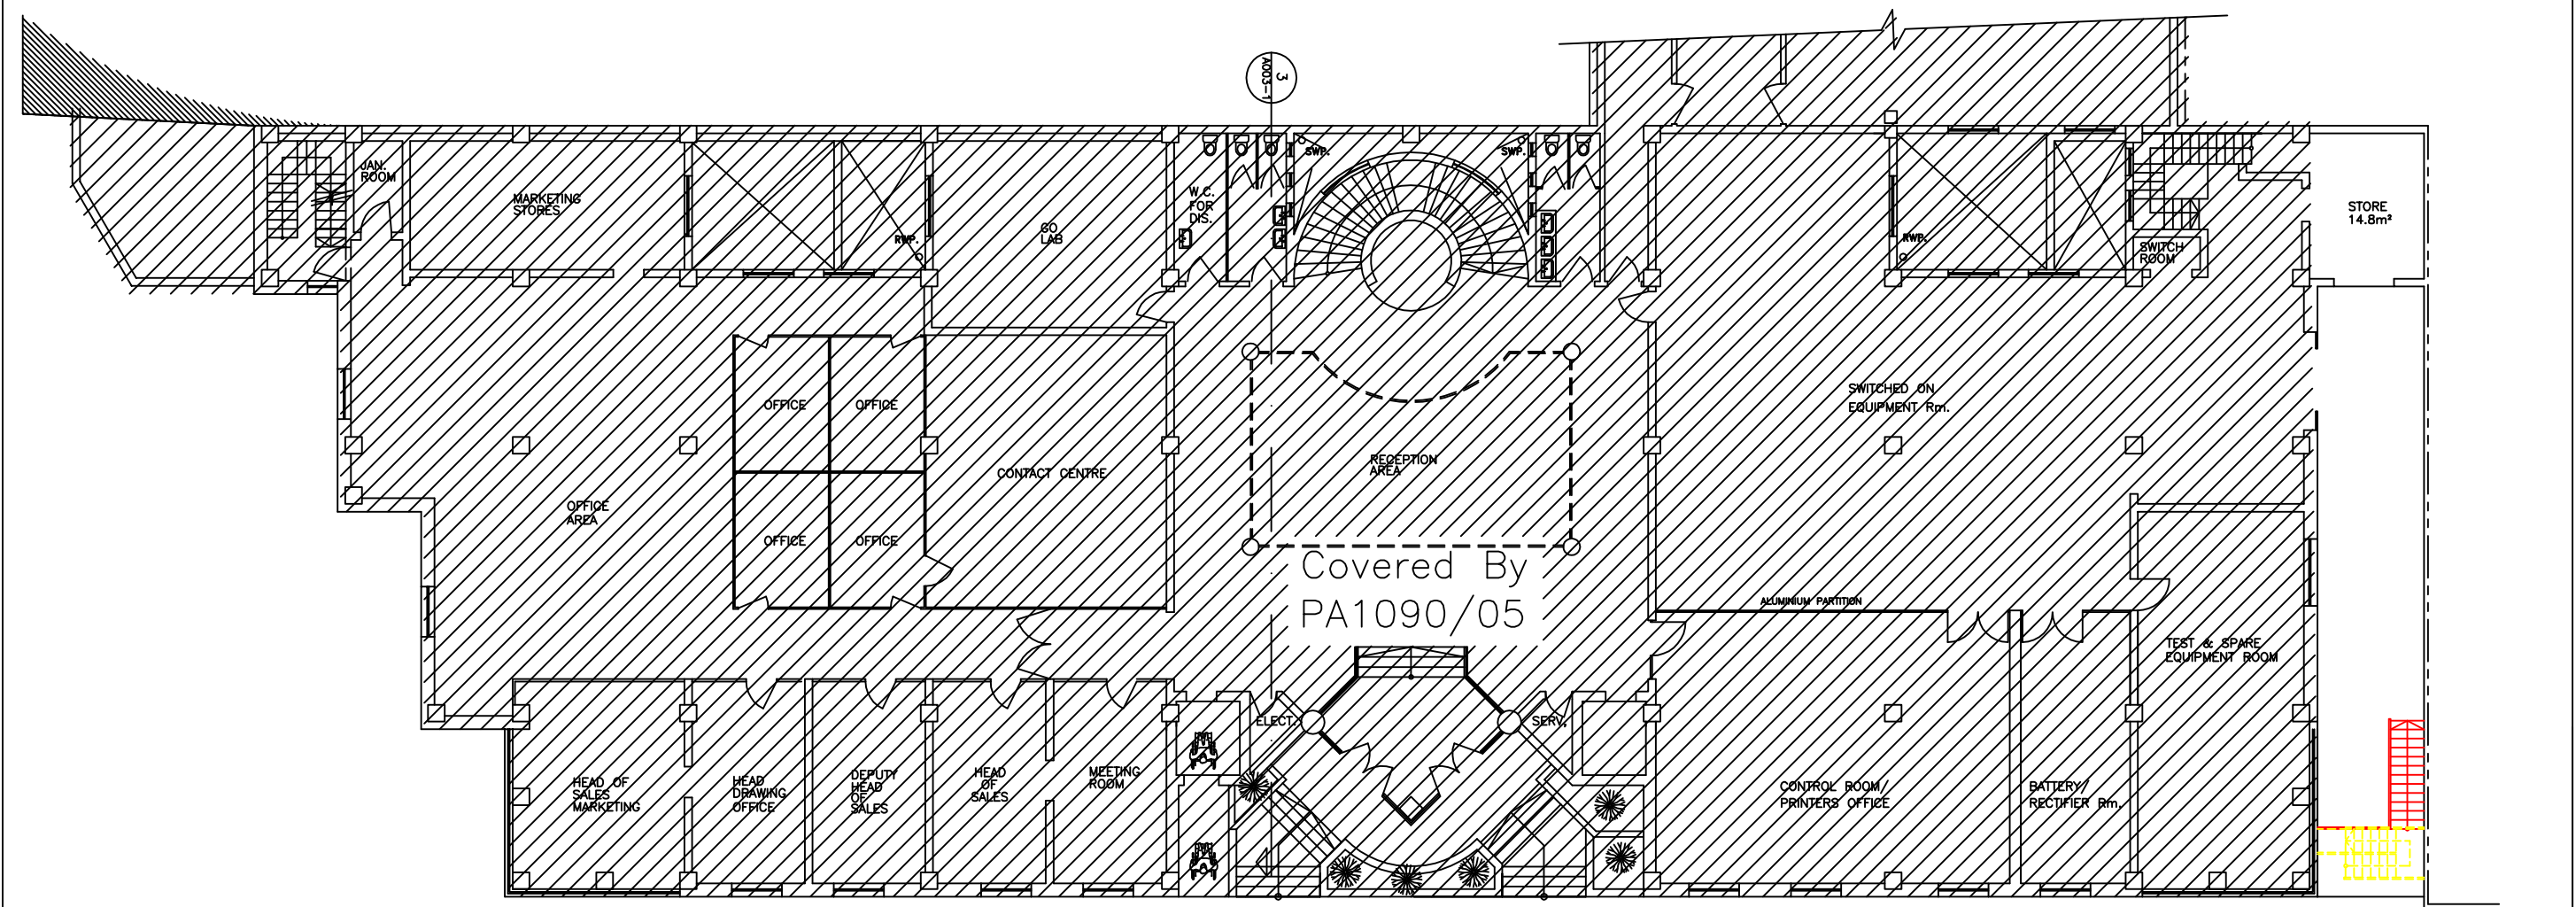 3
A003-1
JAN.
ROOM
MARKETING
STORES
RWP.
GO
LAB
W.C.
FOR
DIS.
SWP.
SWP.
RWP.
SWITCH
ROOM
STORE
14.8m²
OFFICE
OFFICE
OFFICE
OFFICE
OFFICE
AREA
CONTACT CENTRE
RECEPTION
AREA
SWITCHED ON
EQUIPMENT Rm.
Covered By
PA1090/05
ALUMINIUM PARTITION
TEST & SPARE
EQUIPMENT ROOM
ELECT.
SERV.
HEAD OF
SALES
MARKETING
HEAD
DRAWING
OFFICE
DEPUTY
HEAD
OF
SALES
HEAD
OF
SALES
MEETING
ROOM
CONTROL ROOM/
PRINTERS OFFICE
BATTERY/
RECTIFIER Rm.